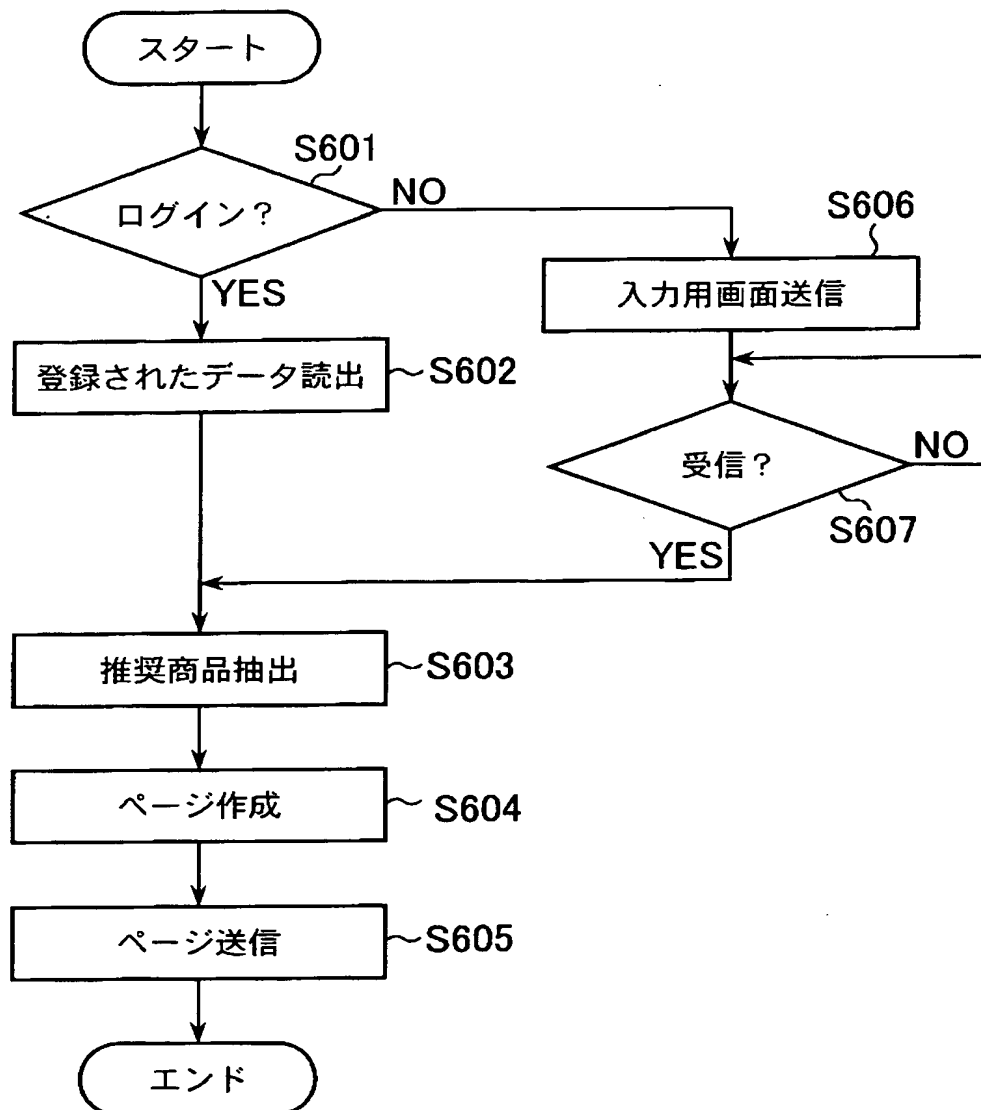 スタート
S601
ログイン？
NO
YES
S606
入力用画面送信
登録されたデータ読出
S602
受信？
NO
S607
YES
推奨商品抽出
S603
ページ作成
S604
ページ送信
S605
エンド